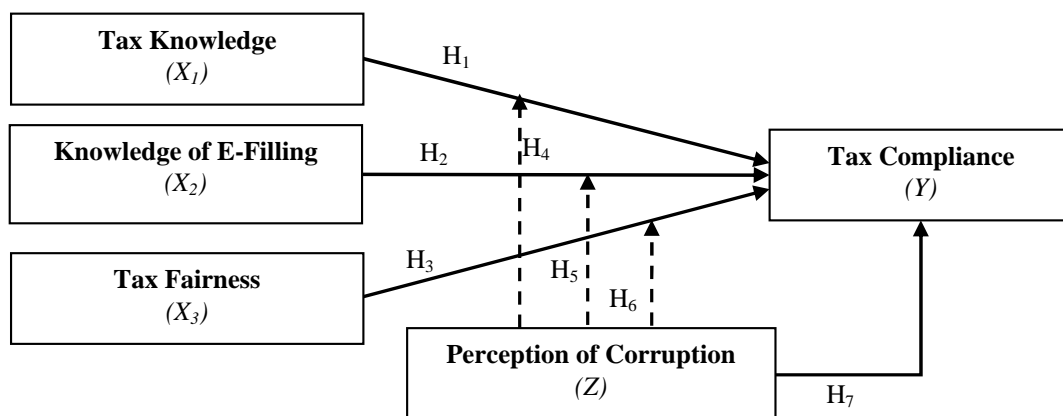 Tax Knowledge
(X1)
H1
Knowledge of E-Filling
(X2)
H2
H4
Tax Compliance
(Y)
Tax Fairness
(X3)
H3
H5
H6
Perception of Corruption
(Z)
H7